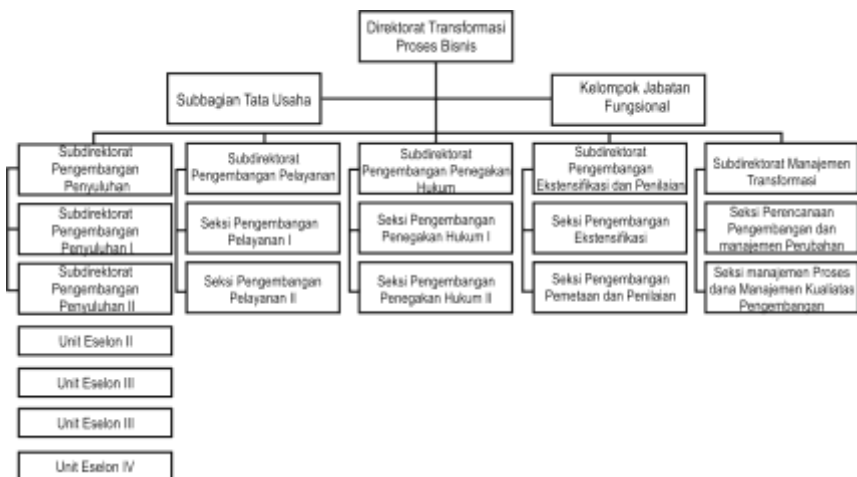 Direktorat Transformasi
Proses Bisnis
Subbagian Tata Usaha
Kelompok Jabatan
Fungsional
Subdirektorat
Pengembangan
Penyuluhan
Subdirektorat
Pengembangan Pelayanan
Subdirektorat
Pengembangan Penegakan
Hukum
Subdirektorat
Pengembangan
Ekstensifikasi dan Penilaian
Subdirektorat Manajemen
Transformasi
Subdirektorat
Pengembangan
Penyuluhan I
Seksi Pengembangan
Pelayanan I
Seksi Pengembangan
Penegakan Hukum I
Seksi Pengembangan
Ekstensifikasi
Seksi Perencanaan
Pengembangan dan
manajemen Perubahan
Subdirektorat
Pengembangan
Penyuluhan II
Seksi Pengembangan
Pelayanan II
Seksi Pengembangan
Penegakan Hukum II
Seksi Pengembangan
Pemetaan dan Penilaian
Seksi manajemen Proses
dana Manajemen Kualiatas
Pengembangan
Unit Eselon II
Unit Eselon III
Unit Eselon III
Unit Eselon IV